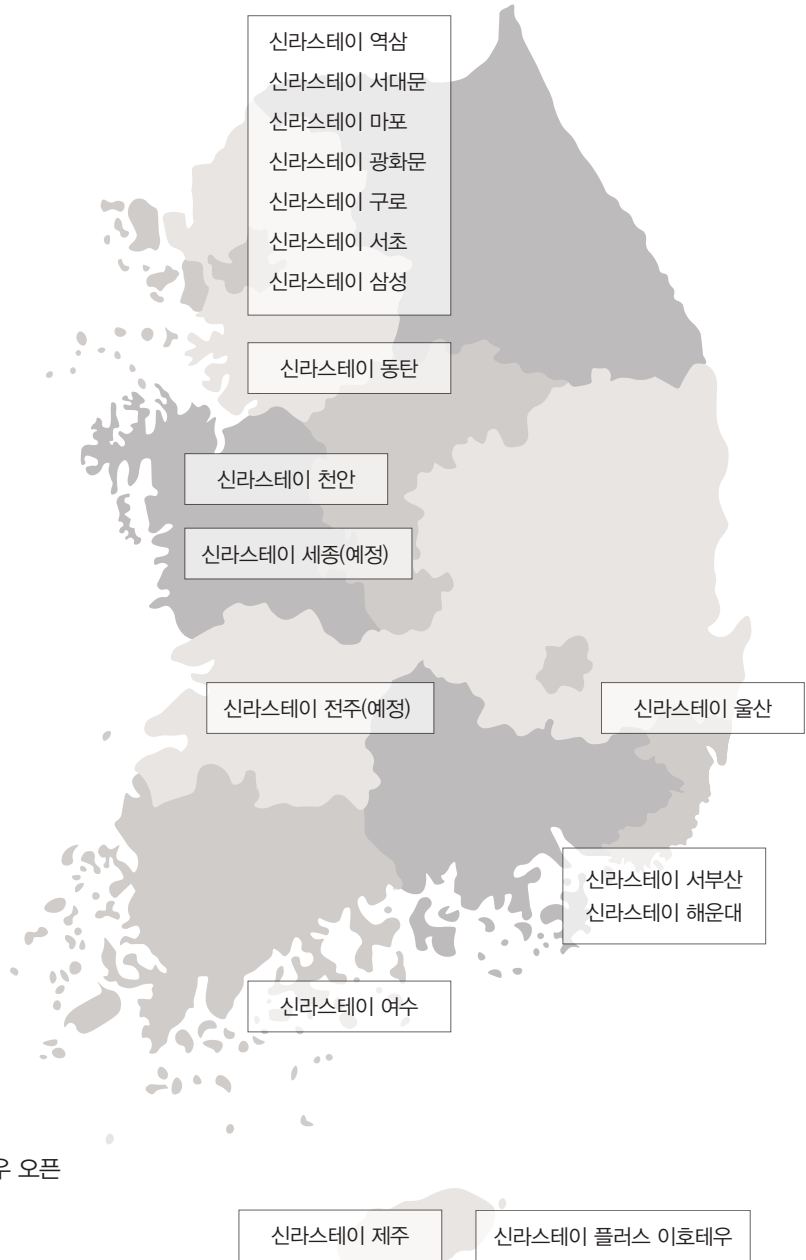 신라스테이 역삼
신라스테이 서대문
신라스테이 마포
신라스테이 광화문
신라스테이 구로
신라스테이 서초
신라스테이 삼성
신라스테이 동탄
신라스테이 천안
신라스테이 세종(예정)
신라스테이 전주(예정)
신라스테이 울산
신라스테이 서부산
신라스테이 해운대
신라스테이 여수
우 오픈
신라스테이 제주
신라스테이 플러스 이호테우